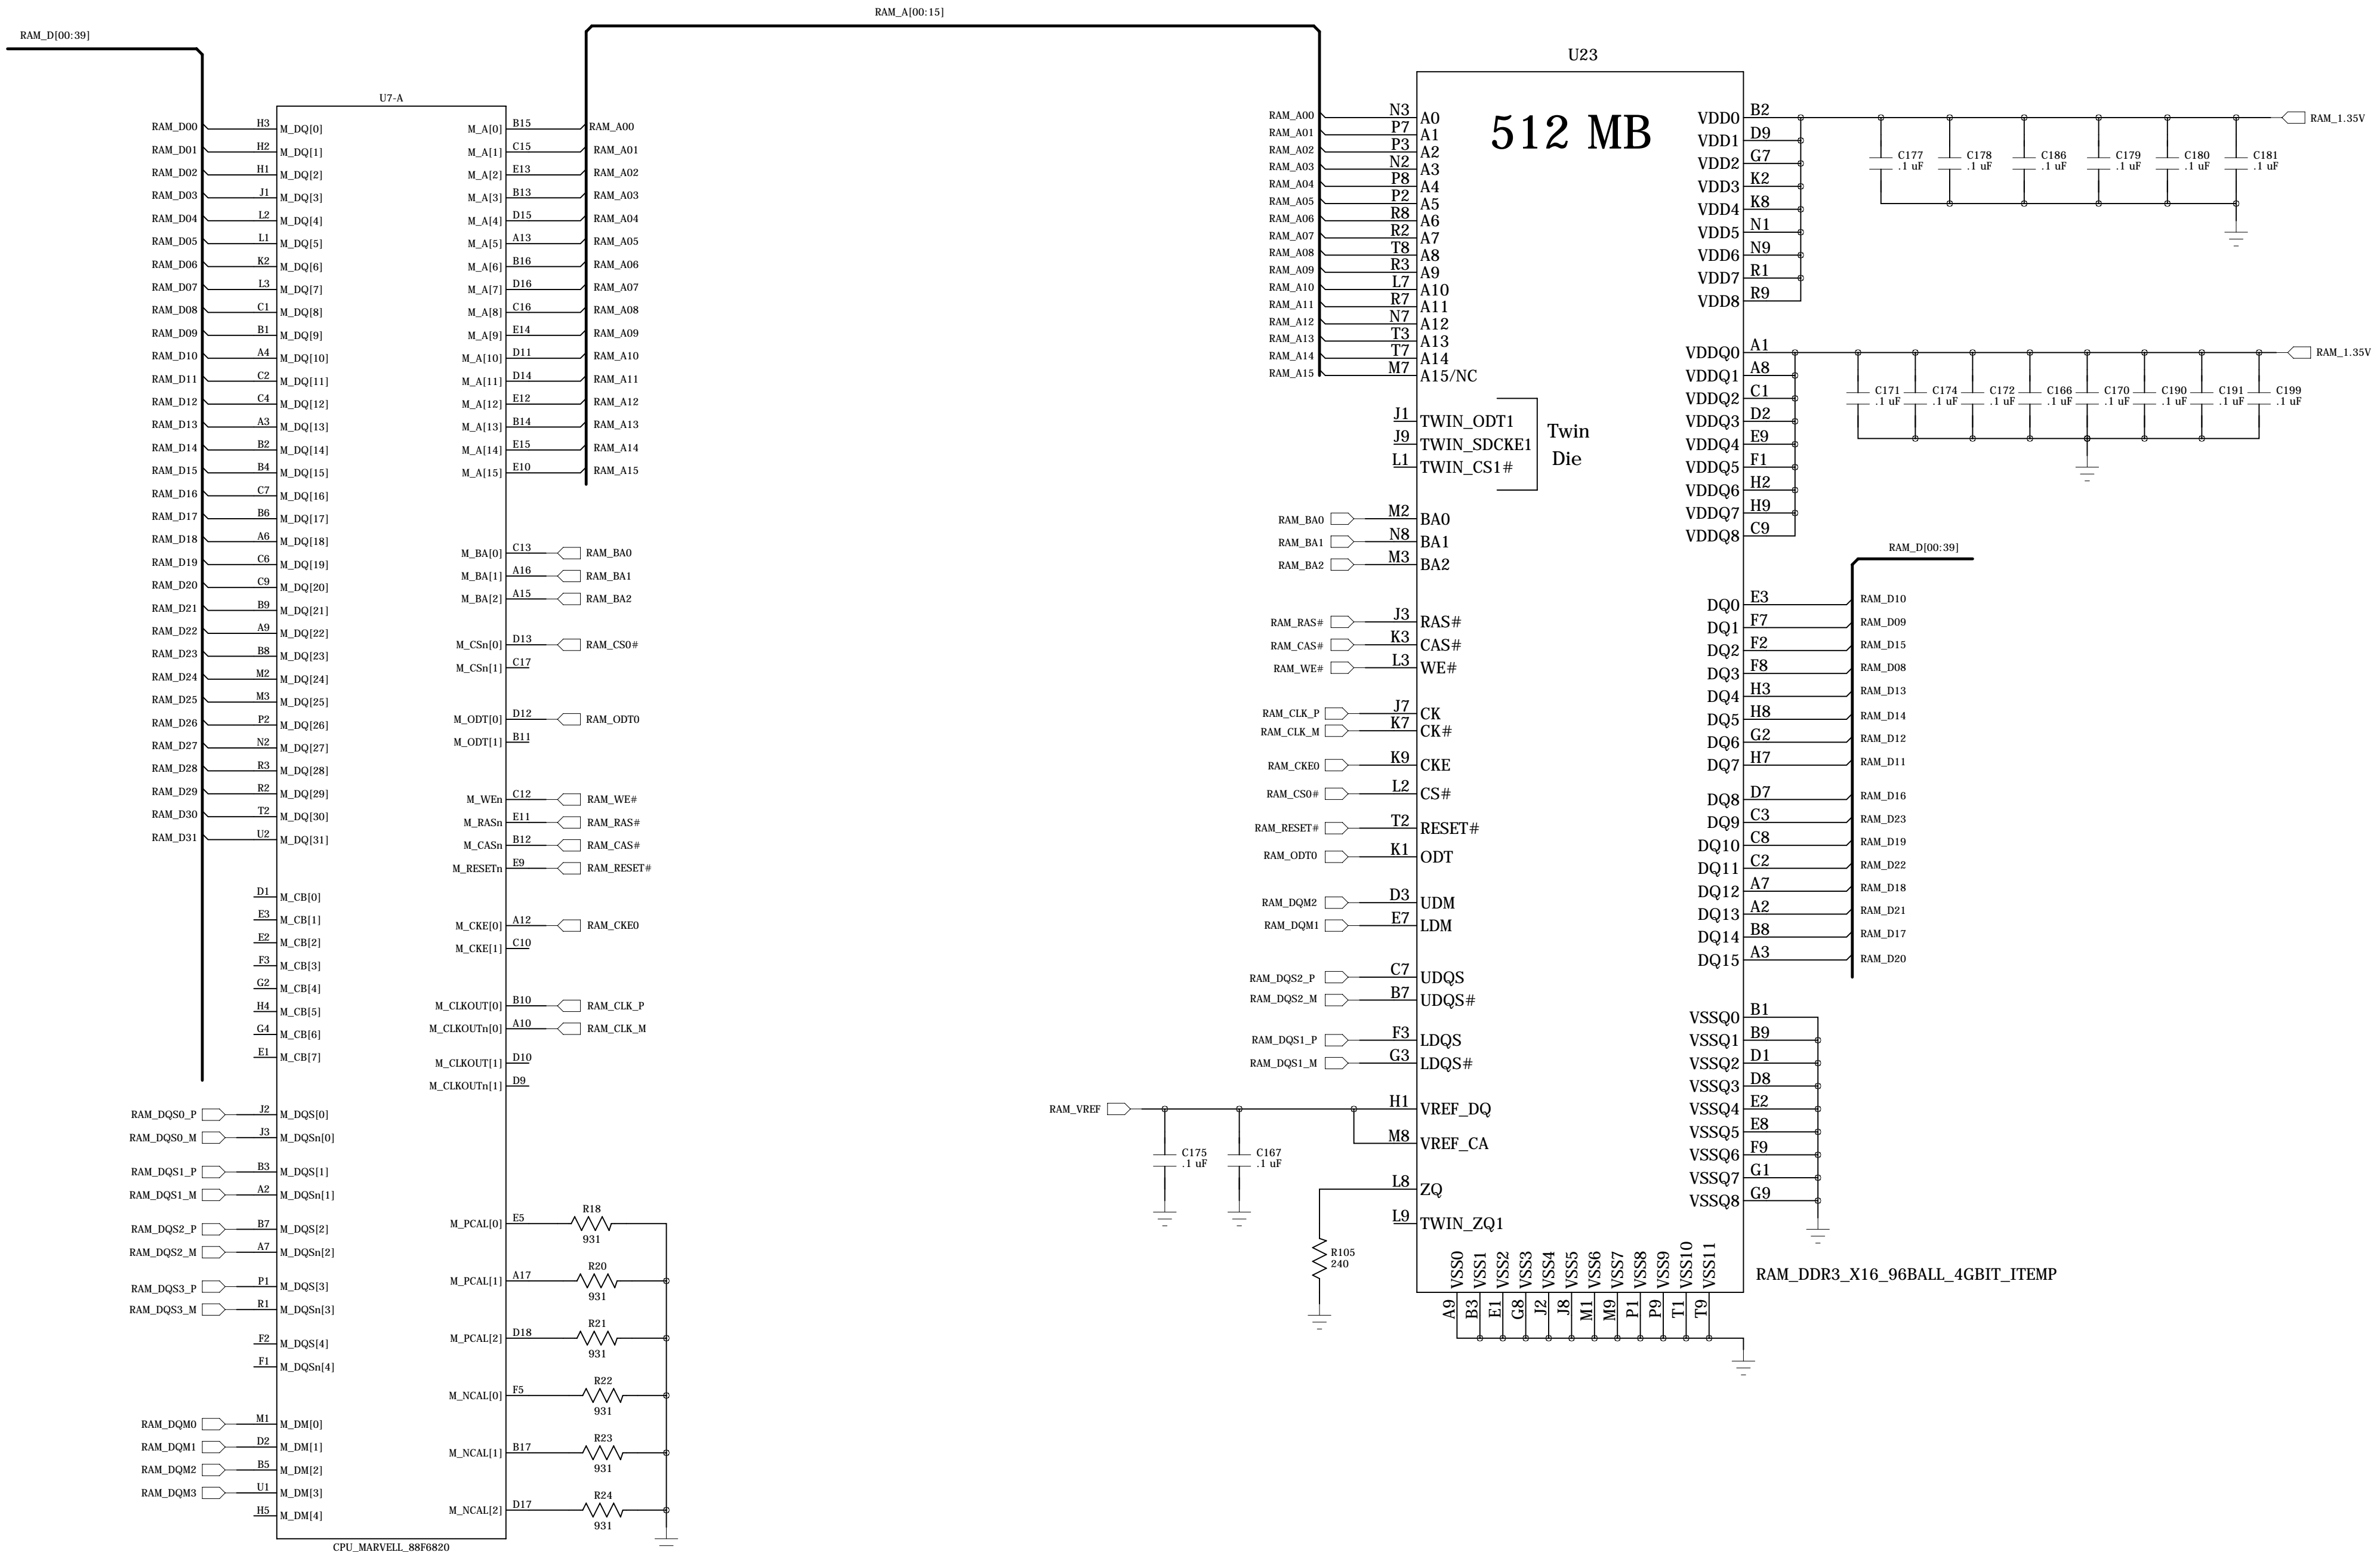 RAM_A[00:15]
RAM_D[00:39]
U7-A
RAM_D00 H3 M_DQ[0] M_A[0] B15 RAM_A00
RAM_D01 H2 M_DQ[1] M_A[1] C15 RAM_A01
RAM_D02 H1 M_DQ[2] M_A[2] E13 RAM_A02
RAM_D03 J1 M_DQ[3] M_A[3] B13 RAM_A03
RAM_D04 L2 M_DQ[4] M_A[4] D15 RAM_A04
RAM_D05 L1 M_DQ[5] M_A[5] A13 RAM_A05
RAM_D06 K2 M_DQ[6] M_A[6] B16 RAM_A06
RAM_D07 L3 M_DQ[7] M_A[7] D16 RAM_A07
RAM_D08 C1 M_DQ[8] M_A[8] C16 RAM_A08
RAM_D09 B1 M_DQ[9] M_A[9] E14 RAM_A09
RAM_D10 A4 M_DQ[10] M_A[10] D11 RAM_A10
RAM_D11 C2 M_DQ[11] M_A[11] D14 RAM_A11
RAM_D12 C4 M_DQ[12] M_A[12] E12 RAM_A12
RAM_D13 A3 M_DQ[13] M_A[13] B14 RAM_A13
RAM_D14 B2 M_DQ[14] M_A[14] E15 RAM_A14
RAM_D15 B4 M_DQ[15] M_A[15] E10 RAM_A15
RAM_D16 C7 M_DQ[16]
RAM_D17 B6 M_DQ[17]
RAM_D18 A6 M_DQ[18]
RAM_D19 C6 M_DQ[19]
RAM_D20 C9 M_DQ[20]
RAM_D21 B9 M_DQ[21]
RAM_D22 A9 M_DQ[22]
RAM_D23 B8 M_DQ[23]
RAM_D24 M2 M_DQ[24]
RAM_D25 M3 M_DQ[25]
RAM_D26 P2 M_DQ[26]
RAM_D27 N2 M_DQ[27]
RAM_D28 R3 M_DQ[28]
RAM_D29 R2 M_DQ[29]
RAM_D30 T2 M_DQ[30]
RAM_D31 U2 M_DQ[31]
D1 M_CB[0]
E3 M_CB[1]
E2 M_CB[2]
F3 M_CB[3]
G2 M_CB[4]
H4 M_CB[5]
G4 M_CB[6]
E1 M_CB[7]
RAM_DQS0_P J2 M_DQS[0]
RAM_DQS0_M J3 M_DQSn[0]
RAM_DQS1_P B3 M_DQS[1]
RAM_DQS1_M A2 M_DQSn[1]
RAM_DQS2_P B7 M_DQS[2]
RAM_DQS2_M A7 M_DQSn[2]
RAM_DQS3_P P1 M_DQS[3]
RAM_DQS3_M R1 M_DQSn[3]
F2 M_DQS[4]
F1 M_DQSn[4]
RAM_DQM0 M1 M_DM[0]
RAM_DQM1 D2 M_DM[1]
RAM_DQM2 B5 M_DM[2]
RAM_DQM3 U1 M_DM[3]
H5 M_DM[4]
M_BA[0] C13 RAM_BA0
M_BA[1] A16 RAM_BA1
M_BA[2] A15 RAM_BA2
M_CSn[0] D13 RAM_CS0#
M_CSn[1] C17
M_ODT[0] D12 RAM_ODT0
M_ODT[1] B11
M_WEn C12 RAM_WE#
M_RASn E11 RAM_RAS#
M_CASn B12 RAM_CAS#
M_RESETn E9 RAM_RESET#
M_CKE[0] A12 RAM_CKE0
M_CKE[1] C10
M_CLKOUT[0] B10 RAM_CLK_P
M_CLKOUTn[0] A10 RAM_CLK_M
M_CLKOUT[1] D10
M_CLKOUTn[1] D9
M_PCAL[0] E5 R18
931
M_PCAL[1] A17 R20
931
M_PCAL[2] D18 R21
931
M_NCAL[0] F5 R22
931
M_NCAL[1] B17 R23
931
M_NCAL[2] D17 R24
931
CPU_MARVELL_88F6820
U23
512 MB
RAM_A00 N3 A0
RAM_A01 P7 A1
RAM_A02 P3 A2
RAM_A03 N2 A3
RAM_A04 P8 A4
RAM_A05 P2 A5
RAM_A06 R8 A6
RAM_A07 R2 A7
RAM_A08 T8 A8
RAM_A09 R3 A9
RAM_A10 L7 A10
RAM_A11 R7 A11
RAM_A12 N7 A12
RAM_A13 T3 A13
RAM_A14 T7 A14
RAM_A15 M7 A15/NC
J1 TWIN_ODT1
J9 TWIN_SDCKE1
L1 TWIN_CS1#
Twin
Die
RAM_BA0 M2 BA0
RAM_BA1 N8 BA1
RAM_BA2 M3 BA2
RAM_RAS# J3 RAS#
RAM_CAS# K3 CAS#
RAM_WE# L3 WE#
RAM_CLK_P J7 CK
RAM_CLK_M K7 CK#
RAM_CKE0 K9 CKE
RAM_CS0# L2 CS#
RAM_RESET# T2 RESET#
RAM_ODT0 K1 ODT
RAM_DQM2 D3 UDM
RAM_DQM1 E7 LDM
RAM_DQS2_P C7 UDQS
RAM_DQS2_M B7 UDQS#
RAM_DQS1_P F3 LDQS
RAM_DQS1_M G3 LDQS#
RAM_VREF H1 VREF_DQ
M8 VREF_CA
C175 C167
.1 uF .1 uF
L8 ZQ
L9 TWIN_ZQ1
R105
240
VSS0 VSS1 VSS2 VSS3 VSS4 VSS5 VSS6 VSS7 VSS8 VSS9 VSS10 VSS11
A9 B3 E1 G8 J2 J8 M1 M9 P1 P9 T1 T9
VDD0 B2 RAM_1.35V
VDD1 D9
VDD2 G7
VDD3 K2
VDD4 K8
VDD5 N1
VDD6 N9
VDD7 R1
VDD8 R9
C177 C178 C186 C179 C180 C181
.1 uF .1 uF .1 uF .1 uF .1 uF .1 uF
VDDQ0 A1 RAM_1.35V
VDDQ1 A8
VDDQ2 C1
VDDQ3 D2
VDDQ4 E9
VDDQ5 F1
VDDQ6 H2
VDDQ7 H9
VDDQ8 C9
C171 C174 C172 C166 C170 C190 C191 C199
.1 uF .1 uF .1 uF .1 uF .1 uF .1 uF .1 uF .1 uF
RAM_D[00:39]
DQ0 E3 RAM_D10
DQ1 F7 RAM_D09
DQ2 F2 RAM_D15
DQ3 F8 RAM_D08
DQ4 H3 RAM_D13
DQ5 H8 RAM_D14
DQ6 G2 RAM_D12
DQ7 H7 RAM_D11
DQ8 D7 RAM_D16
DQ9 C3 RAM_D23
DQ10 C8 RAM_D19
DQ11 C2 RAM_D22
DQ12 A7 RAM_D18
DQ13 A2 RAM_D21
DQ14 B8 RAM_D17
DQ15 A3 RAM_D20
VSSQ0 B1
VSSQ1 B9
VSSQ2 D1
VSSQ3 D8
VSSQ4 E2
VSSQ5 E8
VSSQ6 F9
VSSQ7 G1
VSSQ8 G9
RAM_DDR3_X16_96BALL_4GBIT_ITEMP